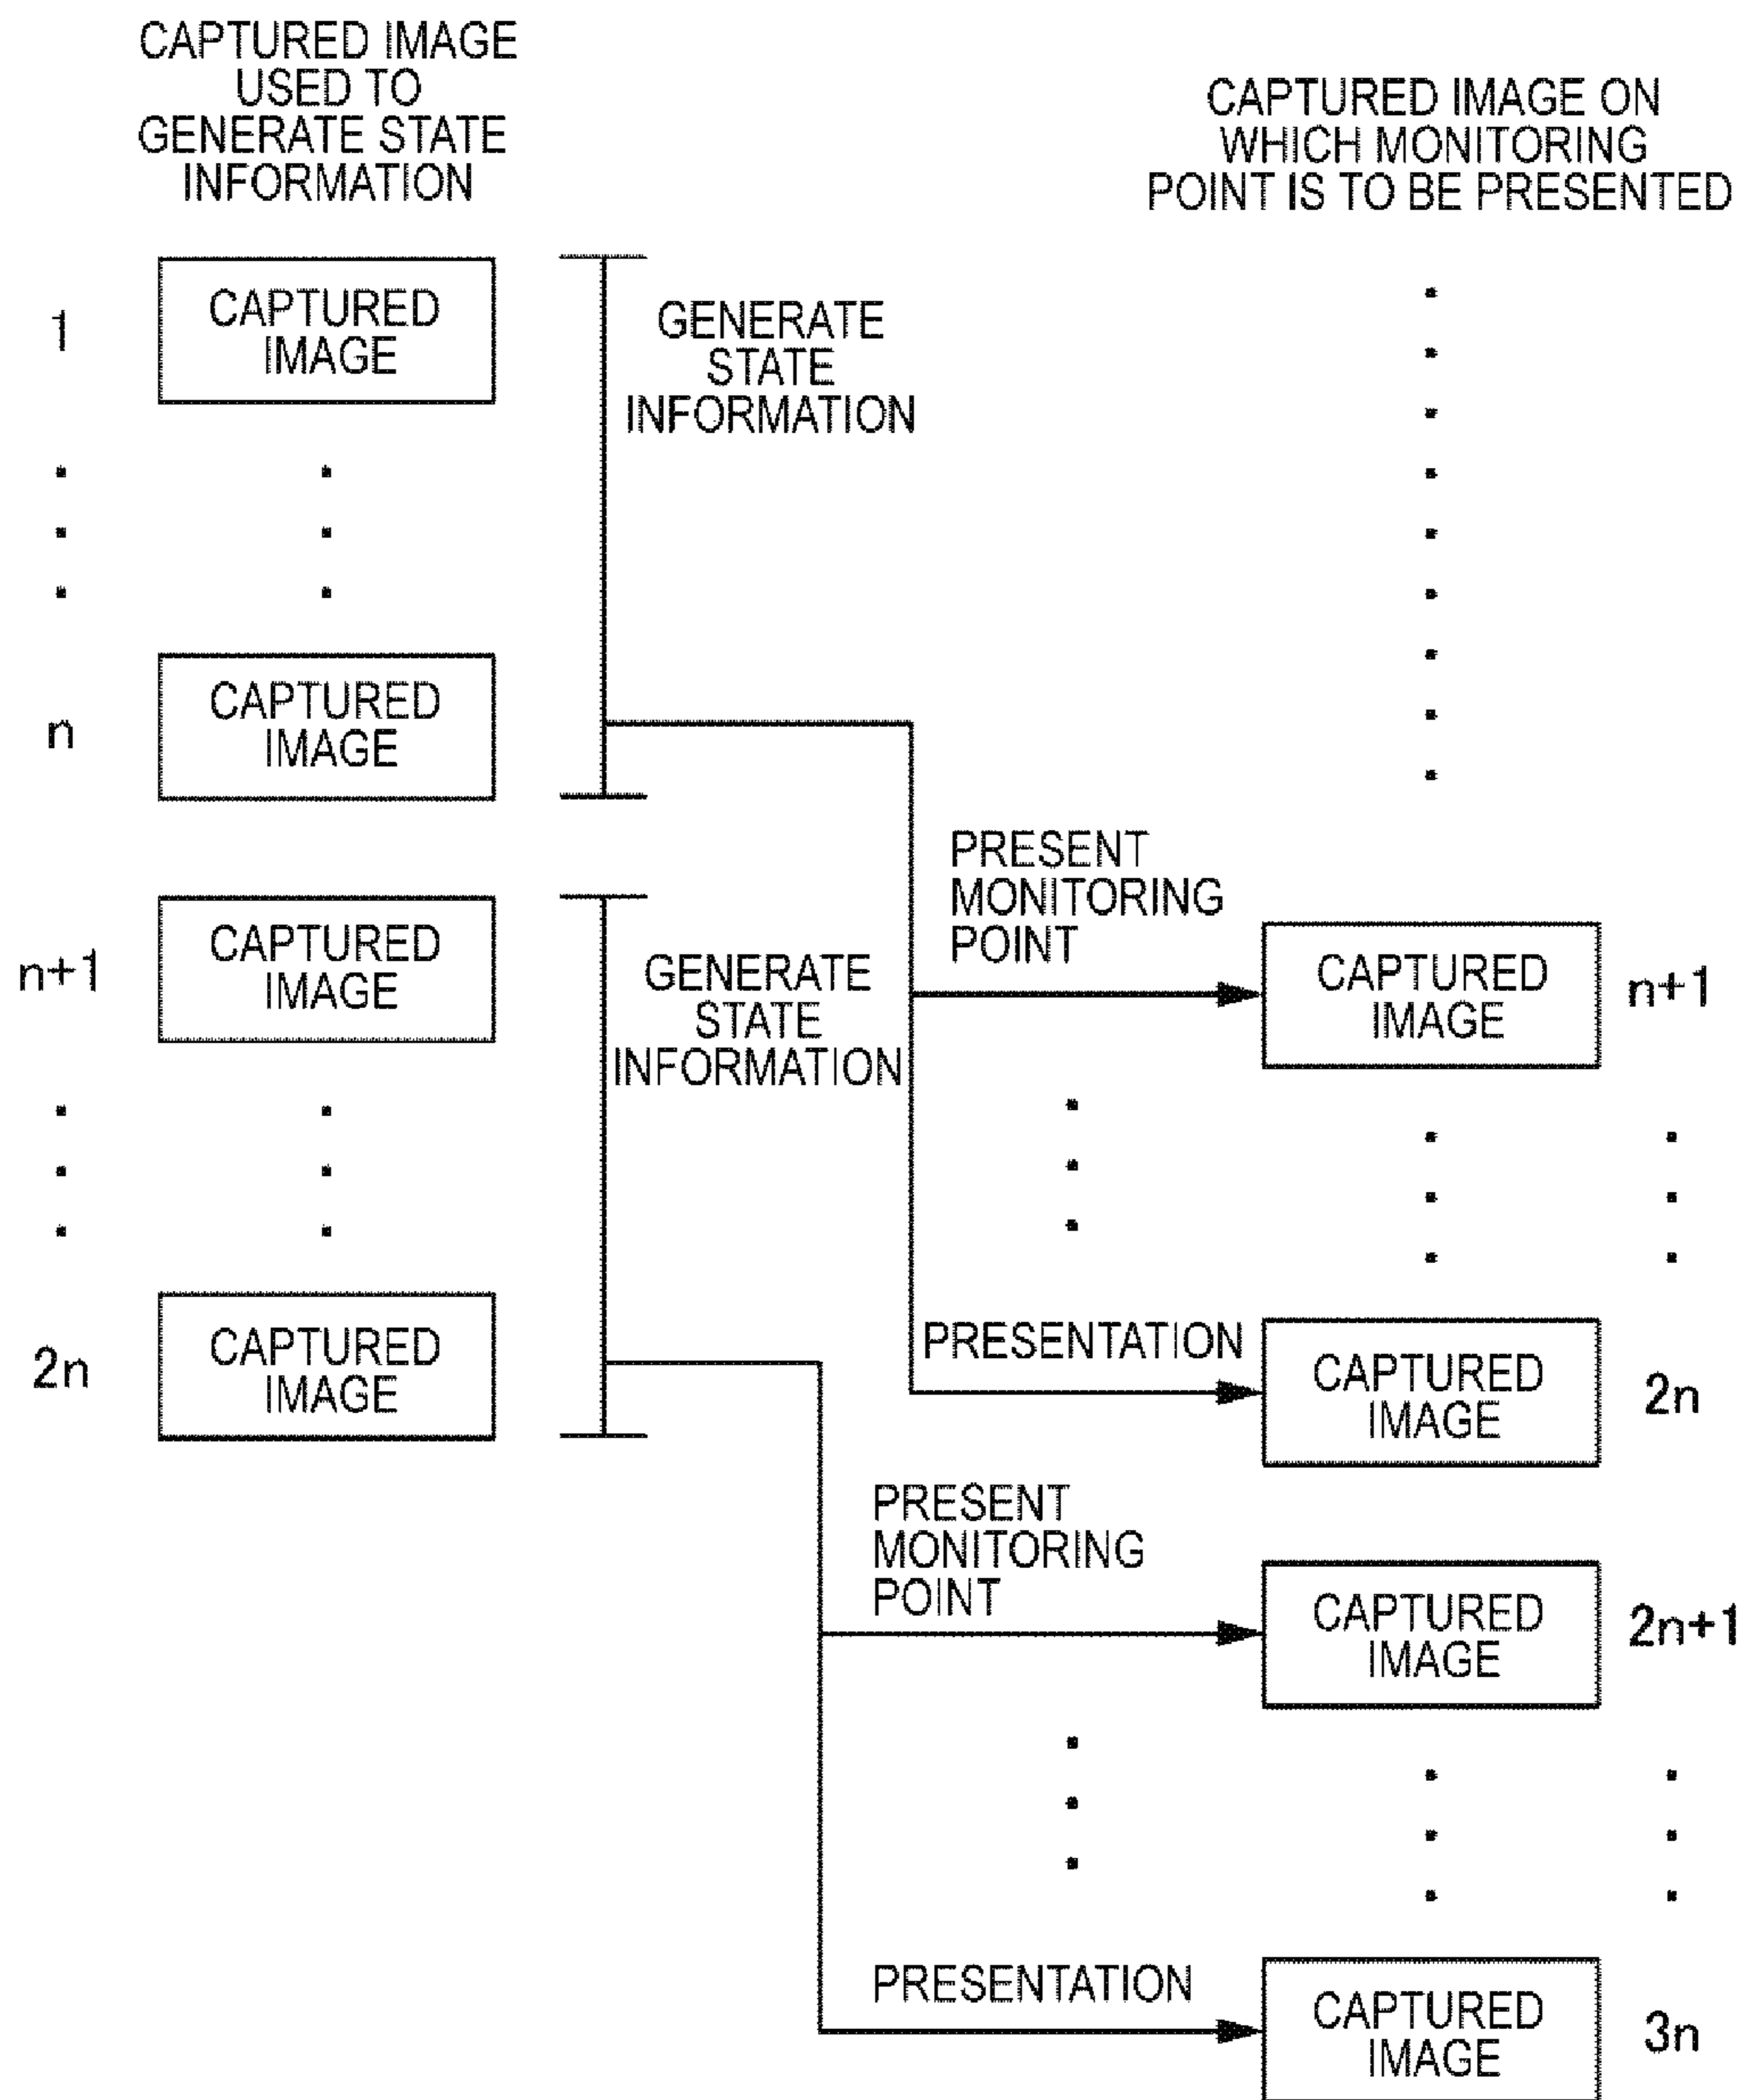 CAPTURED IMAGE
USED TO
GENERATE STATE
INFORMATION
CAPTURED IMAGE ON
WHICH MONITORING
POINT IS TO BE PRESENTED
1
CAPTURED
IMAGE
GENERATE
STATE
INFORMATION
n
CAPTURED
IMAGE
PRESENT
MONITORING
POINT
n+1
CAPTURED
IMAGE
GENERATE
STATE
INFORMATION
CAPTURED
IMAGE
n+1
2n
CAPTURED
IMAGE
PRESENTATION
CAPTURED
IMAGE
2n
PRESENT
MONITORING
POINT
CAPTURED
IMAGE
2n+1
PRESENTATION
CAPTURED
IMAGE
3n